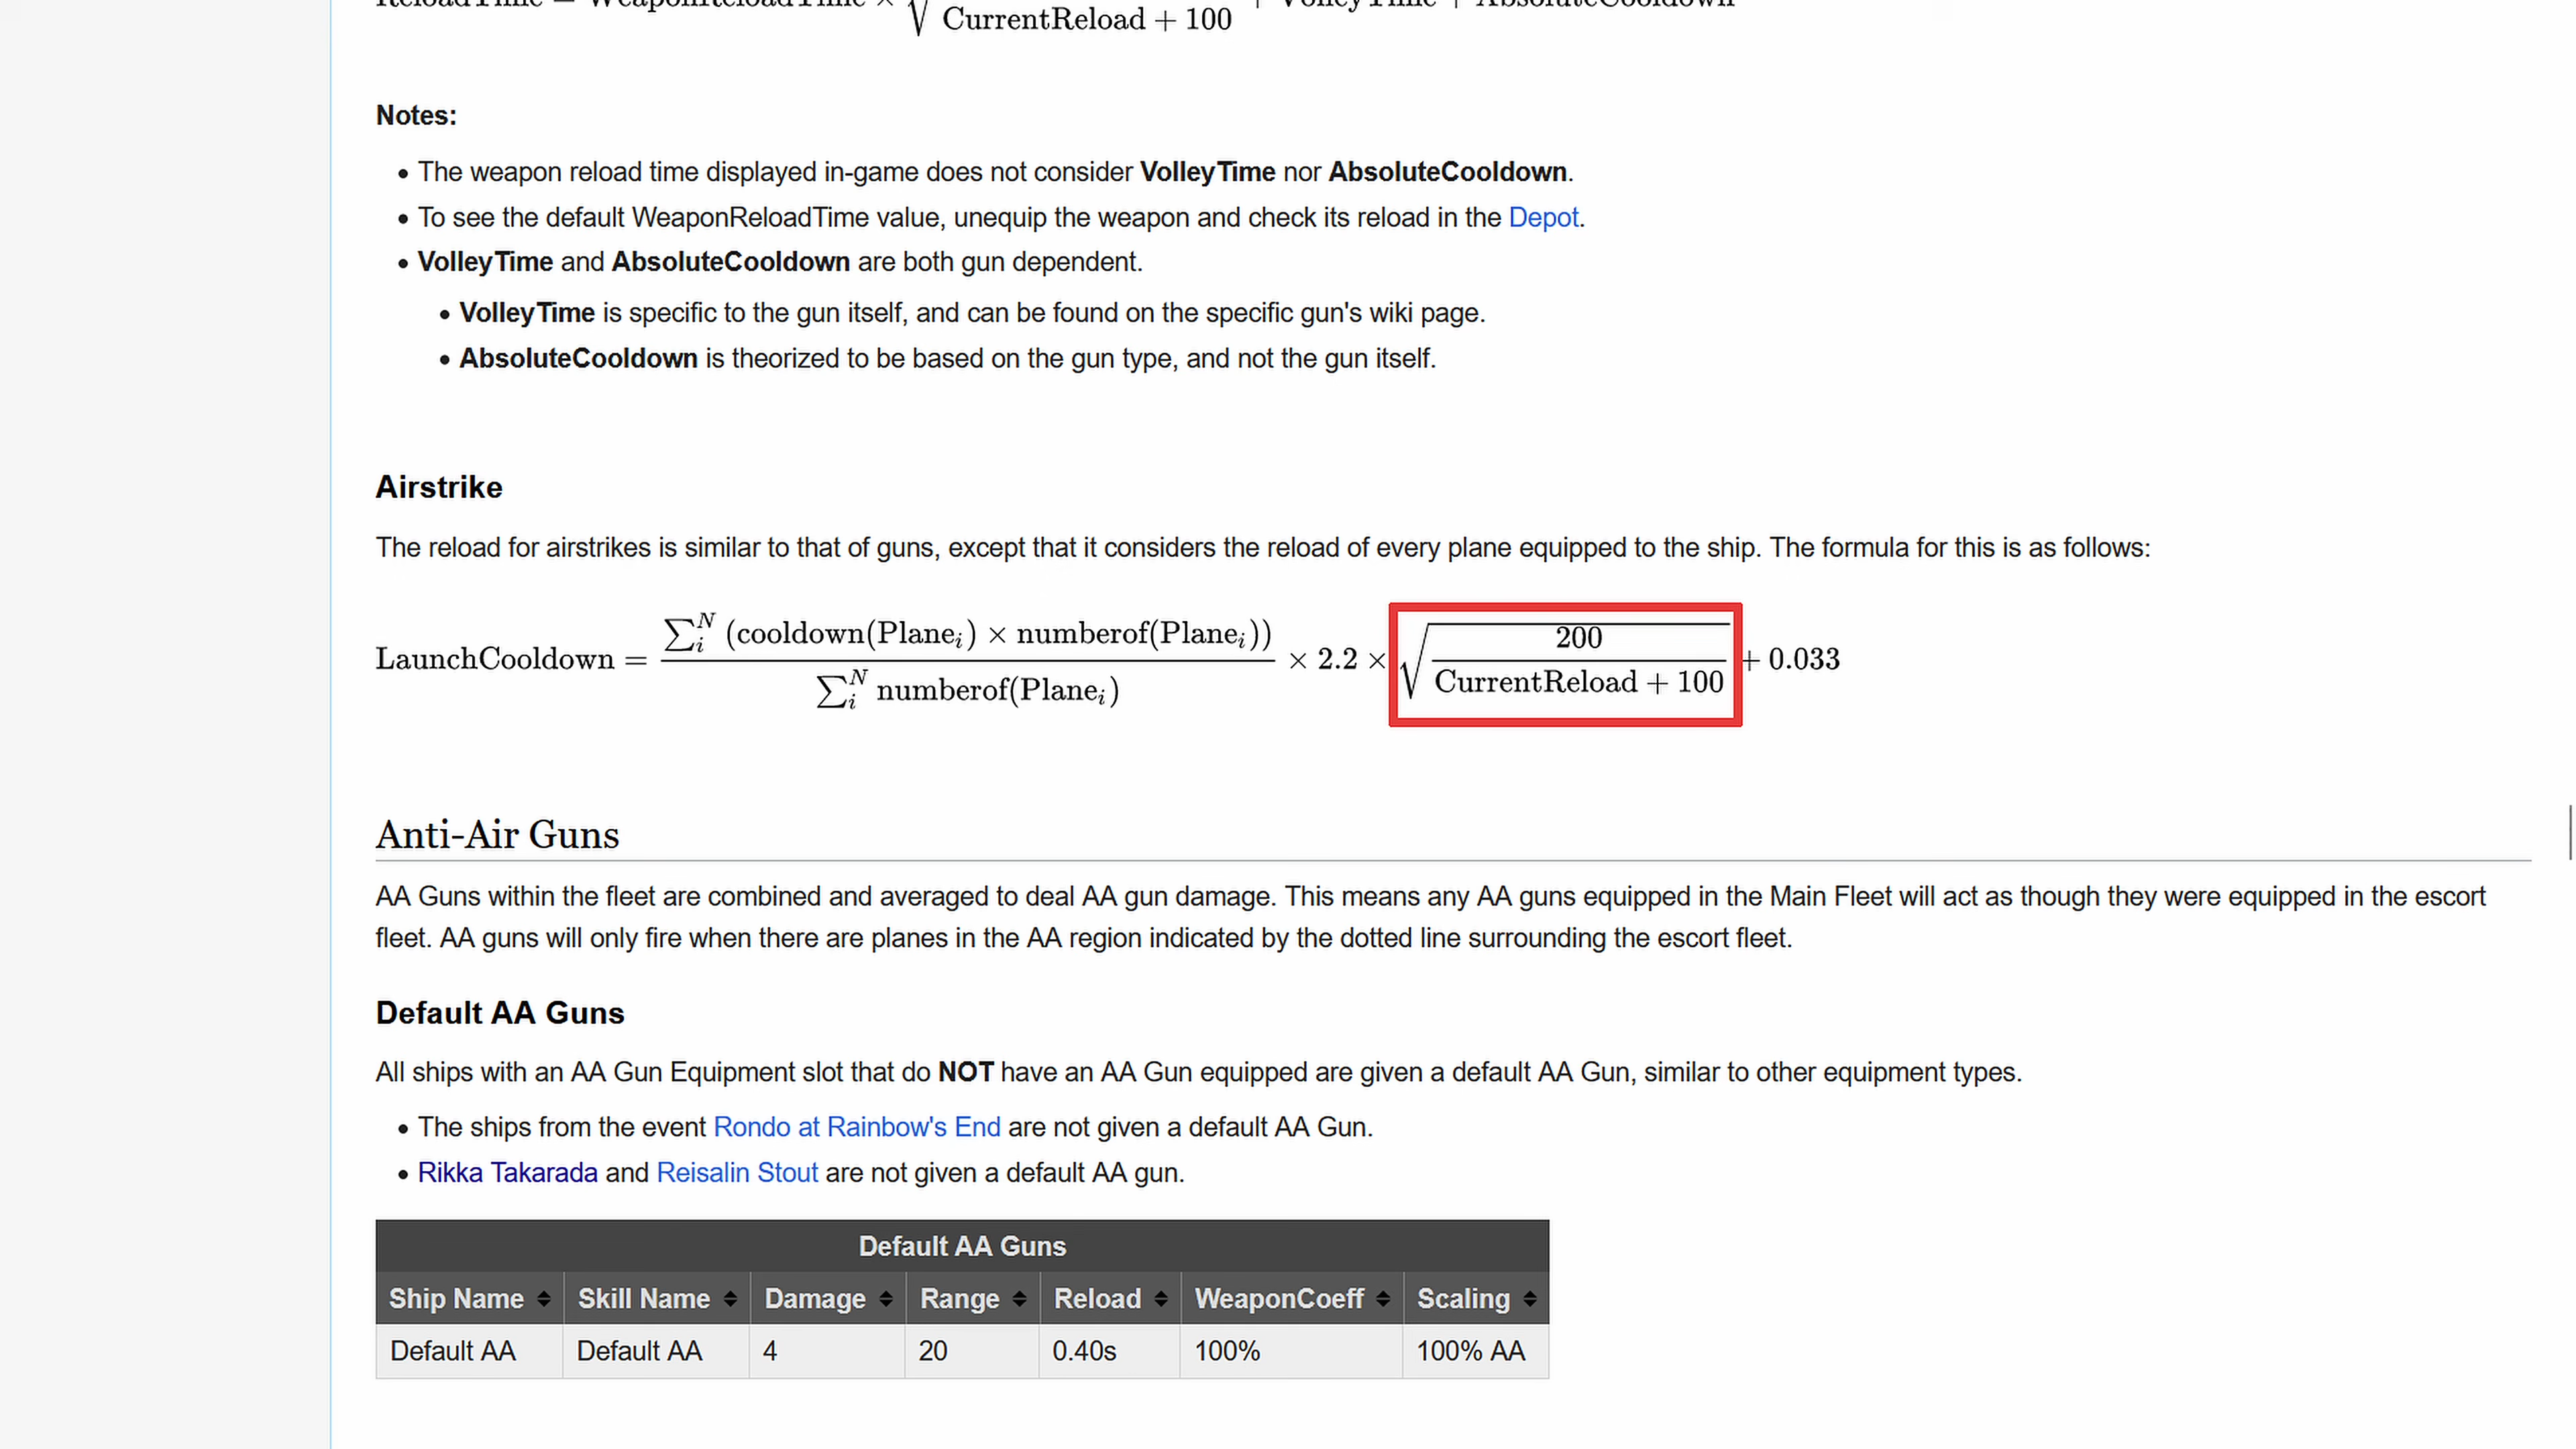 ReloadTime = WeaponReloadTime × √ CurrentReload + 100 + VolleyTime + AbsoluteCooldown
Notes:
• The weapon reload time displayed in-game does not consider VolleyTime nor AbsoluteCooldown.
• To see the default WeaponReloadTime value, unequip the weapon and check its reload in the Depot.
• VolleyTime and AbsoluteCooldown are both gun dependent.
• VolleyTime is specific to the gun itself, and can be found on the specific gun's wiki page.
• AbsoluteCooldown is theorized to be based on the gun type, and not the gun itself.
Airstrike
The reload for airstrikes is similar to that of guns, except that it considers the reload of every plane equipped to the ship. The formula for this is as follows:
LaunchCooldown = ∑ᵢᴺ (cooldown(Planeᵢ) × numberof(Planeᵢ)) / ∑ᵢᴺ numberof(Planeᵢ) × 2.2 × √(200 / CurrentReload + 100) + 0.033
Anti-Air Guns
AA Guns within the fleet are combined and averaged to deal AA gun damage. This means any AA guns equipped in the Main Fleet will act as though they were equipped in the escort
fleet. AA guns will only fire when there are planes in the AA region indicated by the dotted line surrounding the escort fleet.
Default AA Guns
All ships with an AA Gun Equipment slot that do NOT have an AA Gun equipped are given a default AA Gun, similar to other equipment types.
• The ships from the event Rondo at Rainbow's End are not given a default AA Gun.
• Rikka Takarada and Reisalin Stout are not given a default AA gun.
Default AA Guns
Ship Name Skill Name Damage Range Reload WeaponCoeff Scaling
Default AA Default AA 4 20 0.40s 100% 100% AA